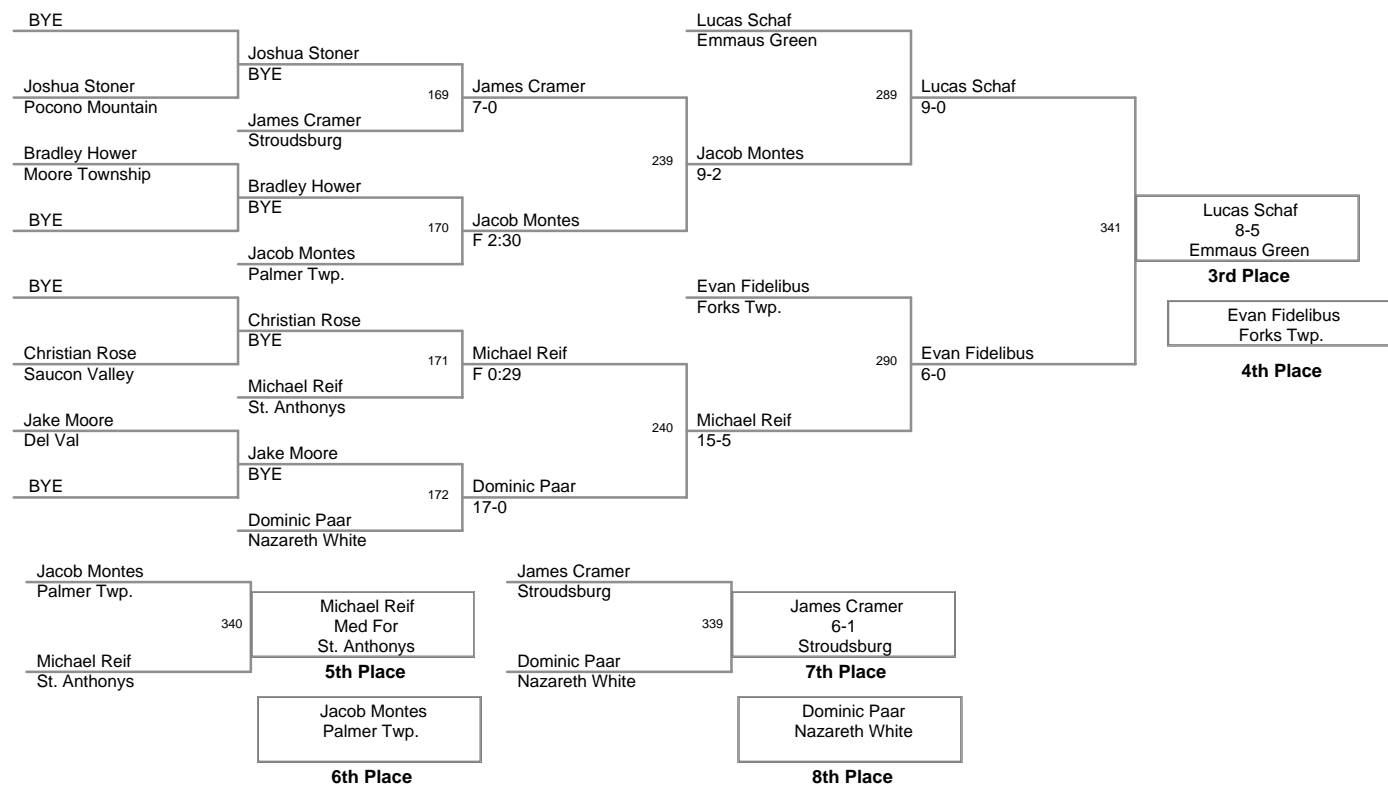 BYE
Joshua Stoner
Pocono Mountain
Bradley Hower
Moore Township
BYE
BYE
Christian Rose
Saucon Valley
Jake Moore
Del Val
BYE
Joshua Stoner
BYE
169
James Cramer
Stroudsburg
Bradley Hower
BYE
170
Jacob Montes
Palmer Twp.
Christian Rose
BYE
171
Michael Reif
St. Anthonys
Jake Moore
BYE
172
Dominic Paar
Nazareth White
James Cramer
7-0
239
Jacob Montes
F 2:30
Michael Reif
F 0:29
240
Dominic Paar
17-0
Lucas Schaf
Emmaus Green
289
Jacob Montes
9-2
Evan Fidelibus
Forks Twp.
290
Michael Reif
15-5
Lucas Schaf
9-0
341
Evan Fidelibus
6-0
Lucas Schaf
8-5
Emmaus Green
3rd Place
Evan Fidelibus
Forks Twp.
4th Place
Jacob Montes
Palmer Twp.
340
Michael Reif
St. Anthonys
Michael Reif
Med For
St. Anthonys
5th Place
Jacob Montes
Palmer Twp.
6th Place
James Cramer
Stroudsburg
339
Dominic Paar
Nazareth White
James Cramer
6-1
Stroudsburg
7th Place
Dominic Paar
Nazareth White
8th Place